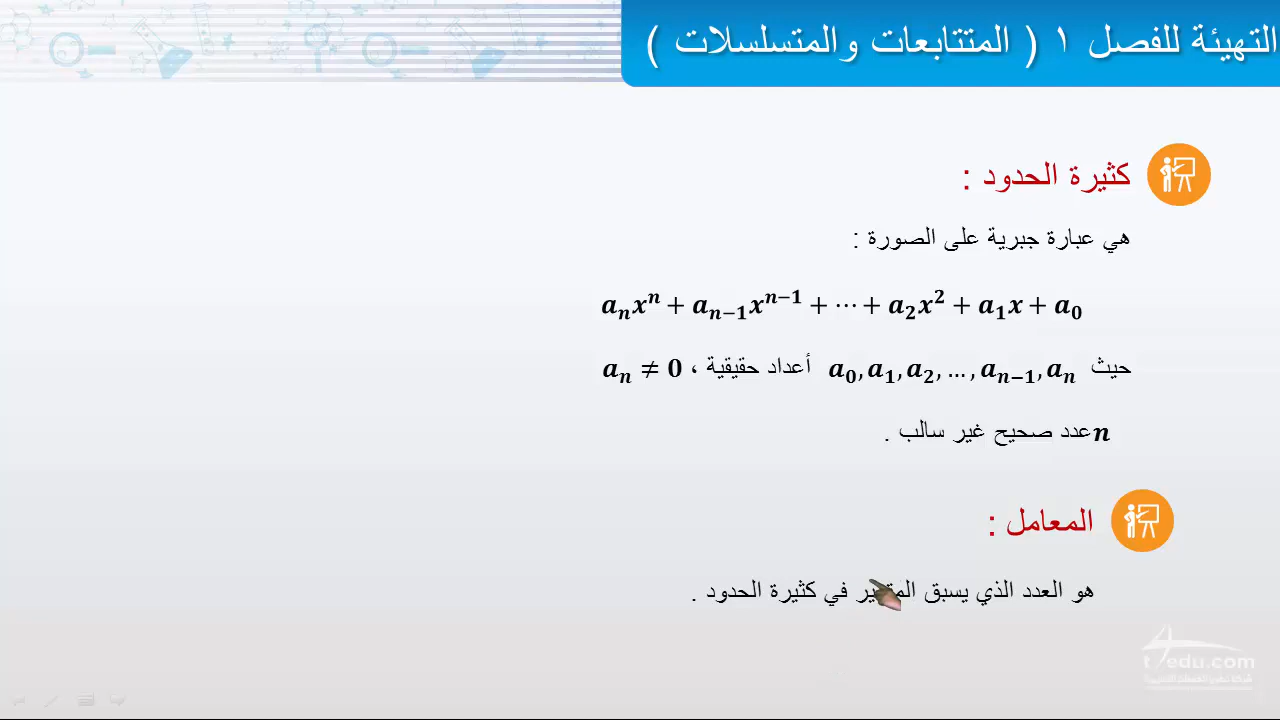 التهيئة للفصل ١ ( المتتابعات والمتسلسلات )
كثيرة الحدود :
هي عبارة جبرية على الصورة :
aₙxⁿ + aₙ₋₁xⁿ⁻¹ + ⋯ + a₂x² + a₁x + a₀
حيث a₀, a₁, a₂, … , aₙ₋₁, aₙ أعداد حقيقية ، aₙ ≠ 0
n عدد صحيح غير سالب .
المعامل :
هو العدد الذي يسبق المتغير في كثيرة الحدود .
t4edu.com